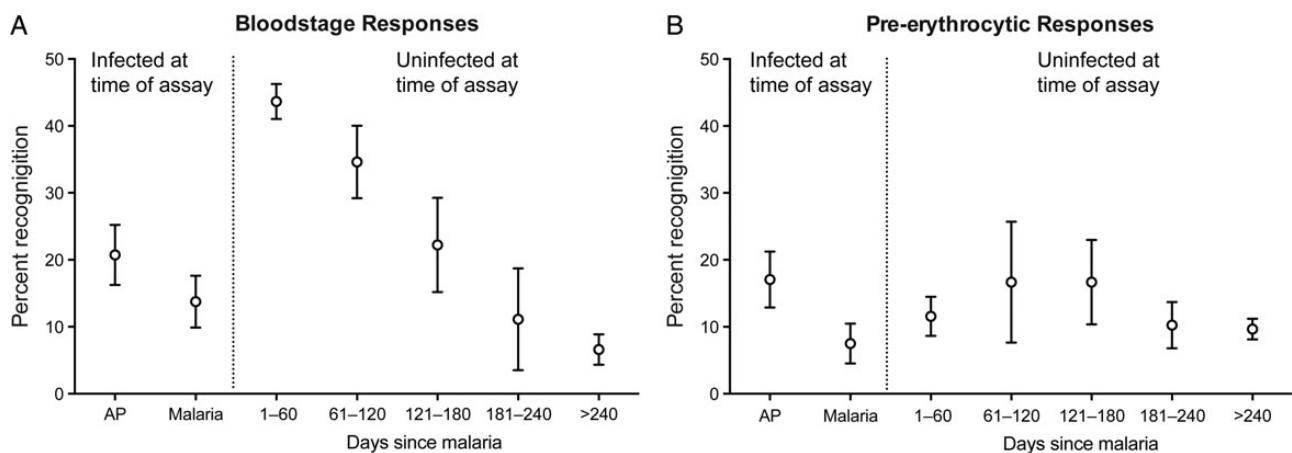 A
Bloodstage Responses
Infected at
time of assay
Uninfected at
time of assay
Percent recognigition
50
40
30
20
10
0
AP
Malaria
1–60
61–120
121–180
181–240
>240
Days since malaria
B
Pre-erythrocytic Responses
Infected at
time of assay
Uninfected at
time of assay
Percent recognigition
50
40
30
20
10
0
AP
Malaria
1–60
61–120
121–180
181–240
>240
Days since malaria